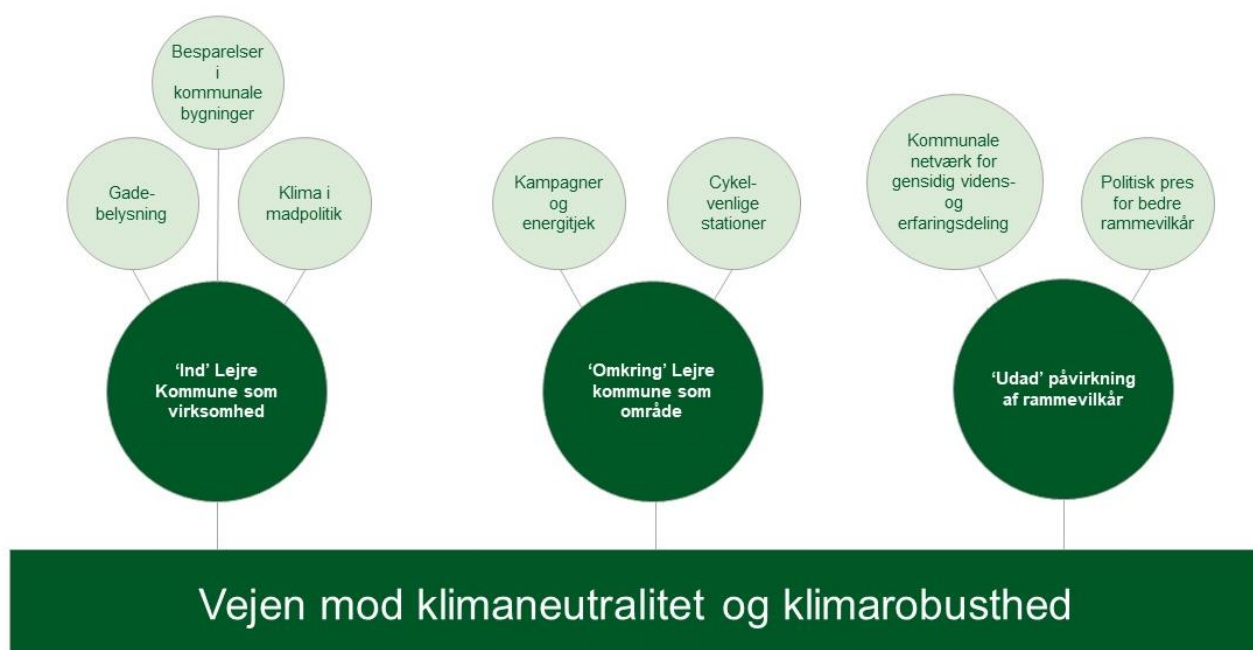 Besparelser
i
kommunale
bygninger
Gade-
belysning
Klima i
madpolitik
'Ind' Lejre
Kommune som
virksomhed
Kampagner
og
energitjek
Cykel-
venlige
stationer
'Omkring' Lejre
kommune som
område
Kommunale
netværk for
gensidig videns-
og
erfaringsdeling
Politisk pres
for bedre
rammevilkår
'Udad' påvirkning
af rammevilkår
Vejen mod klimaneutralitet og klimarobusthed